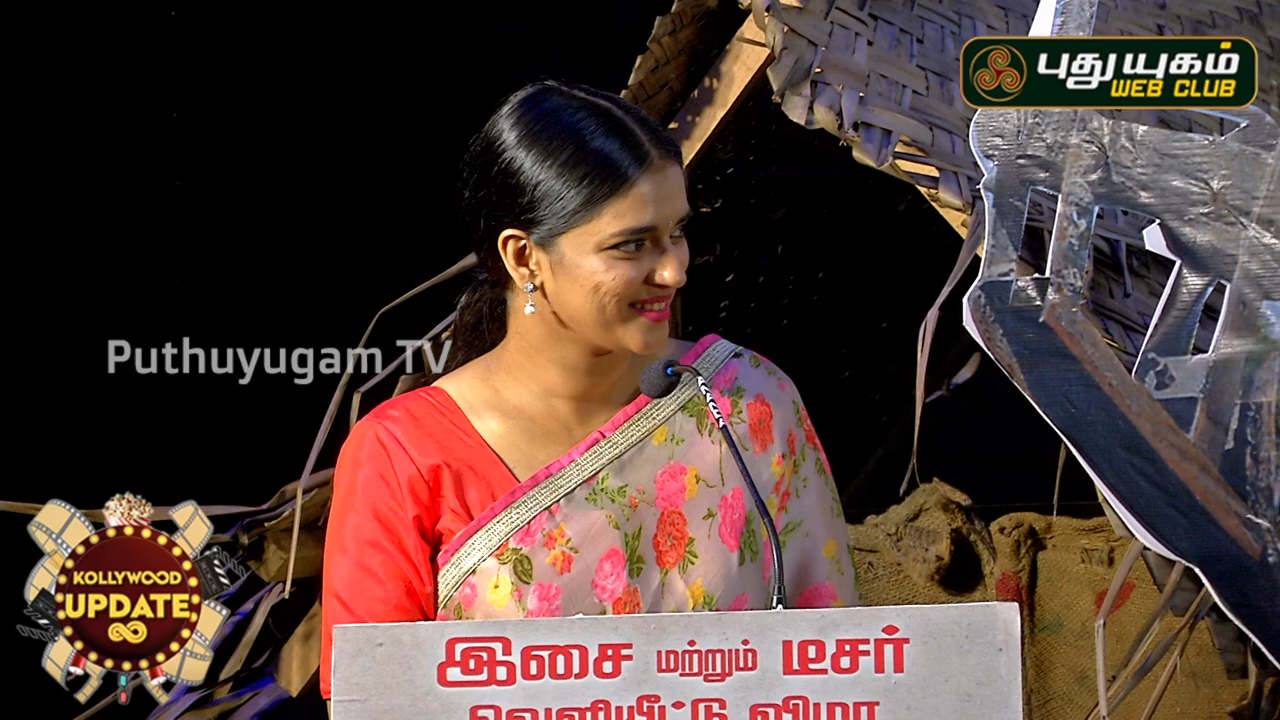 புதுயுகம்
WEB CLUB
Puthuyugam TV
KOLLYWOOD
UPDATE
இசை மற்றும் டீசர்
வெளியீட்டு விழா